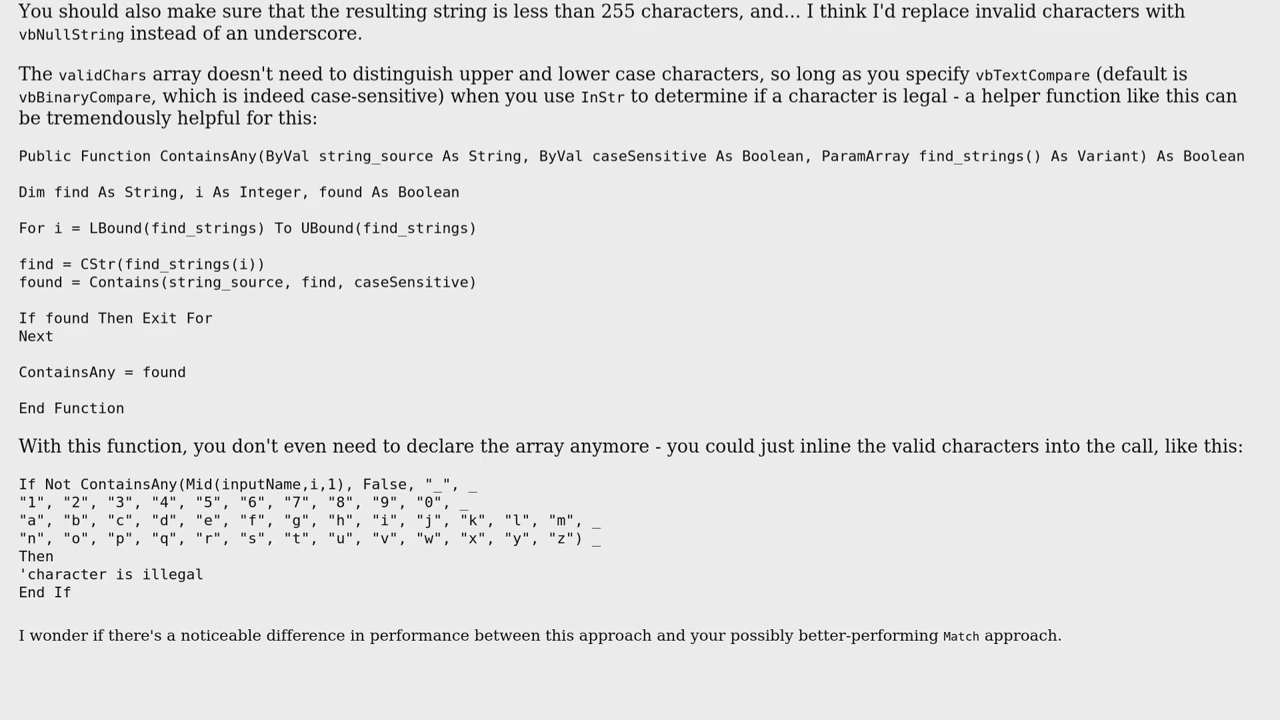 You should also make sure that the resulting string is less than 255 characters, and... I think I'd replace invalid characters with
vbNullString instead of an underscore.
The validChars array doesn't need to distinguish upper and lower case characters, so long as you specify vbTextCompare (default is
vbBinaryCompare, which is indeed case-sensitive) when you use InStr to determine if a character is legal - a helper function like this can
be tremendously helpful for this:
Public Function ContainsAny(ByVal string_source As String, ByVal caseSensitive As Boolean, ParamArray find_strings() As Variant) As Boolean
Dim find As String, i As Integer, found As Boolean
For i = LBound(find_strings) To UBound(find_strings)
find = CStr(find_strings(i))
found = Contains(string_source, find, caseSensitive)
If found Then Exit For
Next
ContainsAny = found
End Function
With this function, you don't even need to declare the array anymore - you could just inline the valid characters into the call, like this:
If Not ContainsAny(Mid(inputName,i,1), False, "_", _
"1", "2", "3", "4", "5", "6", "7", "8", "9", "0", _
"a", "b", "c", "d", "e", "f", "g", "h", "i", "j", "k", "l", "m", _
"n", "o", "p", "q", "r", "s", "t", "u", "v", "w", "x", "y", "z") _
Then
'character is illegal
End If
I wonder if there's a noticeable difference in performance between this approach and your possibly better-performing Match approach.